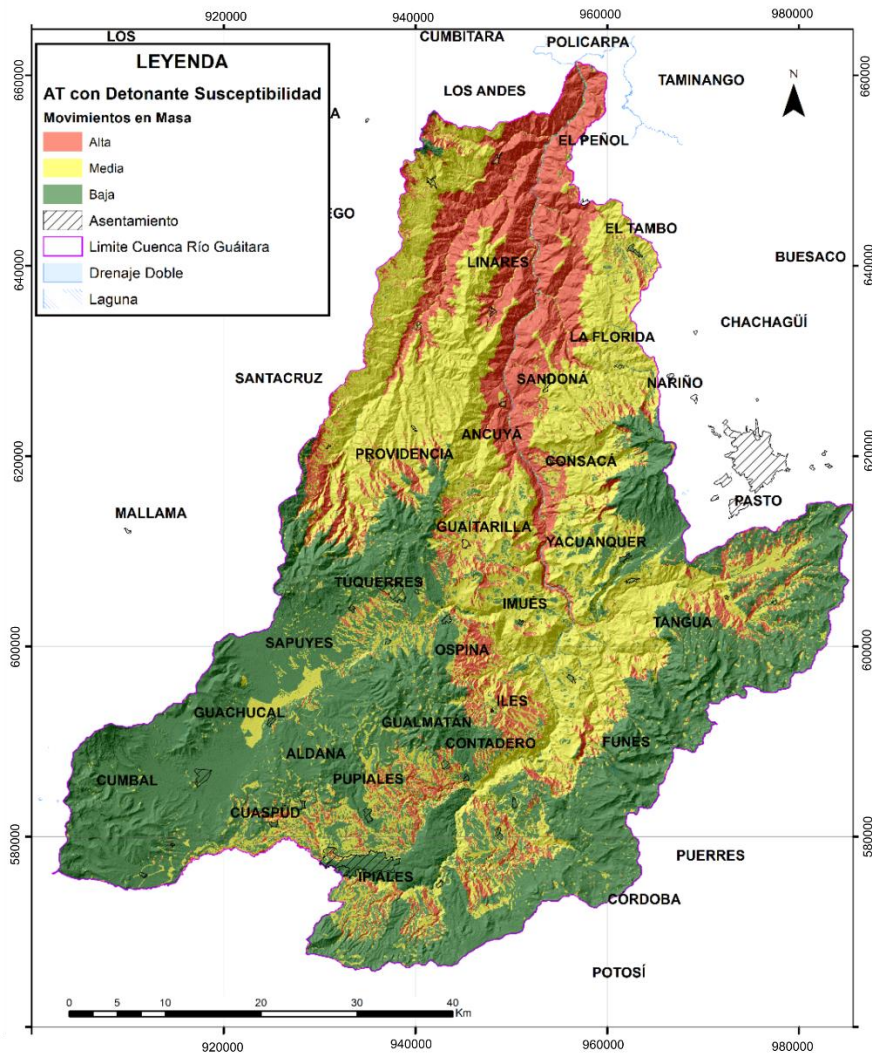 920000
940000
960000
980000
LOS
CUMBITARA
POLICARPA
LEYENDA
AT con Detonante Susceptibilidad
Movimientos en Masa
Alta
Media
Baja
Asentamiento
Limite Cuenca Río Guáitara
Drenaje Doble
Laguna
660000
660000
TAMINANGO
LOS ANDES
N
A
EL PEÑOL
EGO
EL TAMBO
BUESACO
640000
LINARES
640000
CHACHAGÜÍ
LA FLORIDA
SANTACRUZ
SANDONÁ
NARIÑO
ANCUYÁ
620000
PROVIDENCIA
CONSACÁ
620000
MALLAMA
PASTO
GUAITARILLA
YACUANQUER
TUQUERRES
IMUÉS
TANGUA
600000
SAPUYES
OSPINA
600000
ILES
GUACHUCAL
GUALMATÁN
CONTADERO
FUNES
ALDANA
CUMBAL
PUPIALES
CUASPUD
580000
580000
PUERRES
IPIALES
CÓRDOBA
POTOSÍ
0 5 10 20 30 40
Km
920000
940000
960000
980000